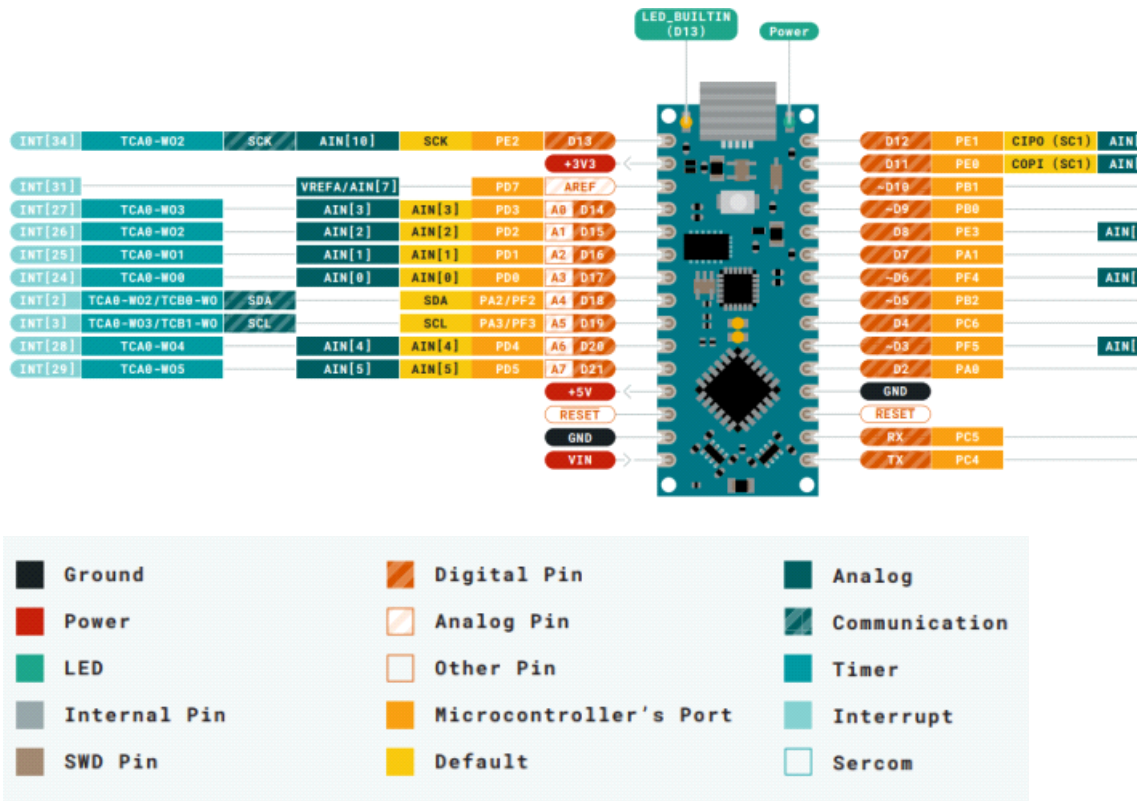 LED_BUILTIN
(D13)
Power
INT[34] TCA0-WO2 SCK AIN[10] SCK PE2 D13
+3V3
INT[31] VREFA/AIN[7] PD7 AREF
INT[27] TCA0-WO3 AIN[3] AIN[3] PD3 A0 D14
INT[26] TCA0-WO2 AIN[2] AIN[2] PD2 A1 D15
INT[25] TCA0-WO1 AIN[1] AIN[1] PD1 A2 D16
INT[24] TCA0-WO0 AIN[0] AIN[0] PD0 A3 D17
INT[2] TCA0-WO2/TCB0-WO SDA SDA PA2/PF2 A4 D18
INT[3] TCA0-WO3/TCB1-WO SCL SCL PA3/PF3 A5 D19
INT[28] TCA0-WO4 AIN[4] AIN[4] PD4 A6 D20
INT[29] TCA0-WO5 AIN[5] AIN[5] PD5 A7 D21
+5V
RESET
GND
VIN
D12 PE1 CIPO (SC1) AIN[
D11 PE0 COPI (SC1) AIN[
~D10 PB1
~D9 PB0
D8 PE3 AIN[
D7 PA1
~D6 PF4 AIN[
~D5 PB2
D4 PC6
~D3 PF5 AIN[
D2 PA0
GND
RESET
RX PC5
TX PC4
Ground
Power
LED
Internal Pin
SWD Pin
Digital Pin
Analog Pin
Other Pin
Microcontroller's Port
Default
Analog
Communication
Timer
Interrupt
Sercom